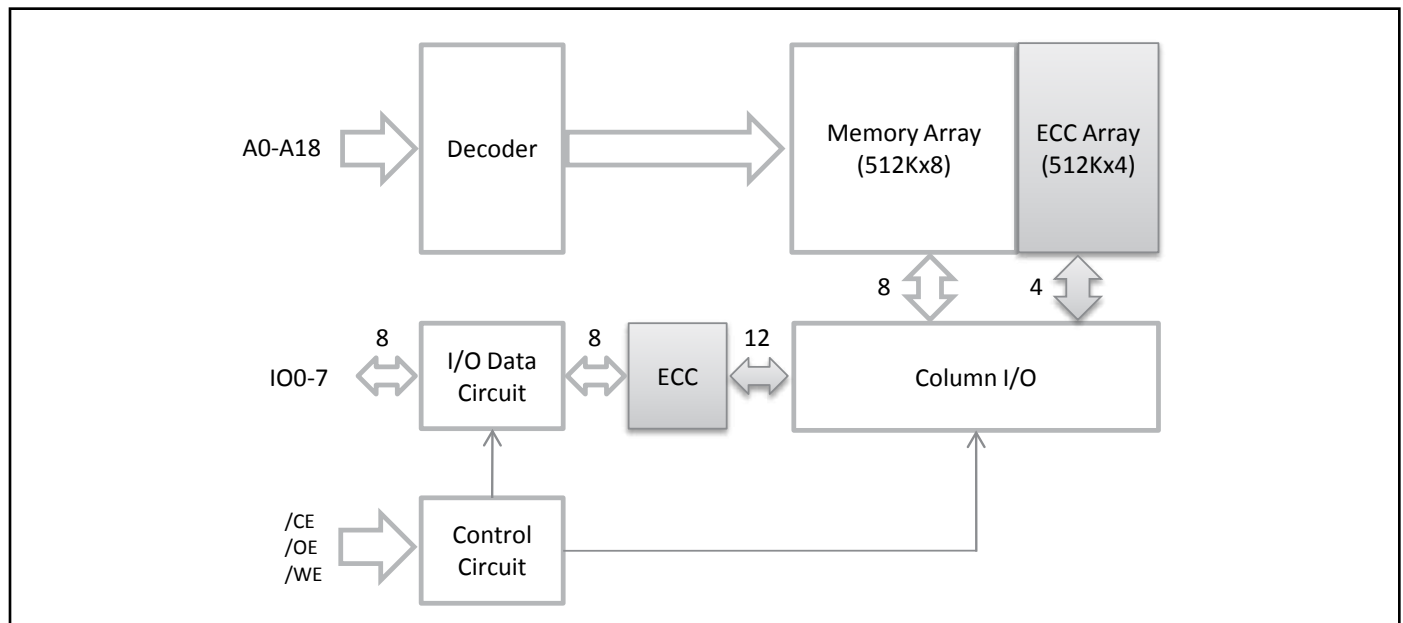 A0-A18
Decoder
Memory Array
(512Kx8)
ECC Array
(512Kx4)
8
4
IO0-7
8
I/O Data
Circuit
8
ECC
12
Column I/O
/CE
/OE
/WE
Control
Circuit